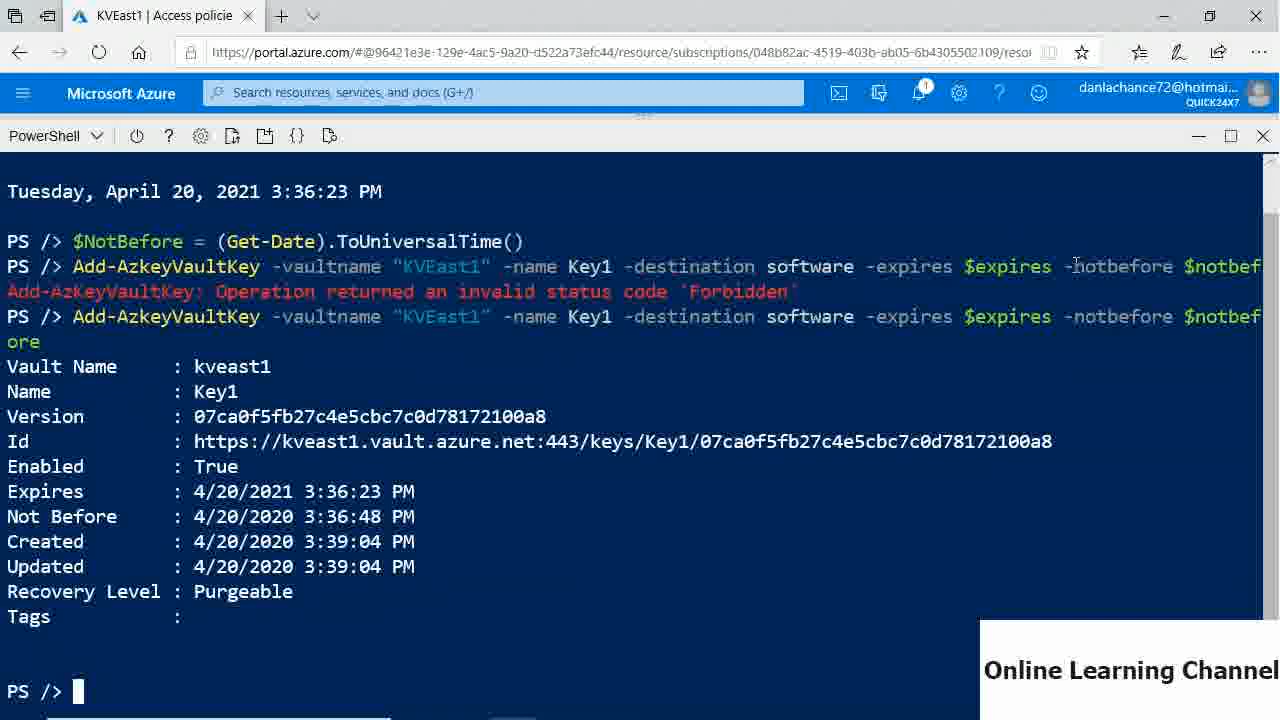 KVEast1 | Access policie
https://portal.azure.com/#@96421e3e-129e-4ac5-9a20-d522a73efc44/resource/subscriptions/048b82ac-4519-403b-ab05-6b4305502109/resou
Microsoft Azure
Search resources, services, and docs (G+/)
1
danlachance72@hotmai...
QUICK24X7
PowerShell
Tuesday, April 20, 2021 3:36:23 PM
PS /> $NotBefore = (Get-Date).ToUniversalTime()
PS /> Add-AzkeyVaultKey -vaultname "KVEast1" -name Key1 -destination software -expires $expires -notbefore $notbef
Add-AzKeyVaultKey: Operation returned an invalid status code 'Forbidden'
PS /> Add-AzkeyVaultKey -vaultname "KVEast1" -name Key1 -destination software -expires $expires -notbefore $notbef
ore
Vault Name : kveast1
Name : Key1
Version : 07ca0f5fb27c4e5cbc7c0d78172100a8
Id : https://kveast1.vault.azure.net:443/keys/Key1/07ca0f5fb27c4e5cbc7c0d78172100a8
Enabled : True
Expires : 4/20/2021 3:36:23 PM
Not Before : 4/20/2020 3:36:48 PM
Created : 4/20/2020 3:39:04 PM
Updated : 4/20/2020 3:39:04 PM
Recovery Level : Purgeable
Tags :
PS />
Online Learning Channel